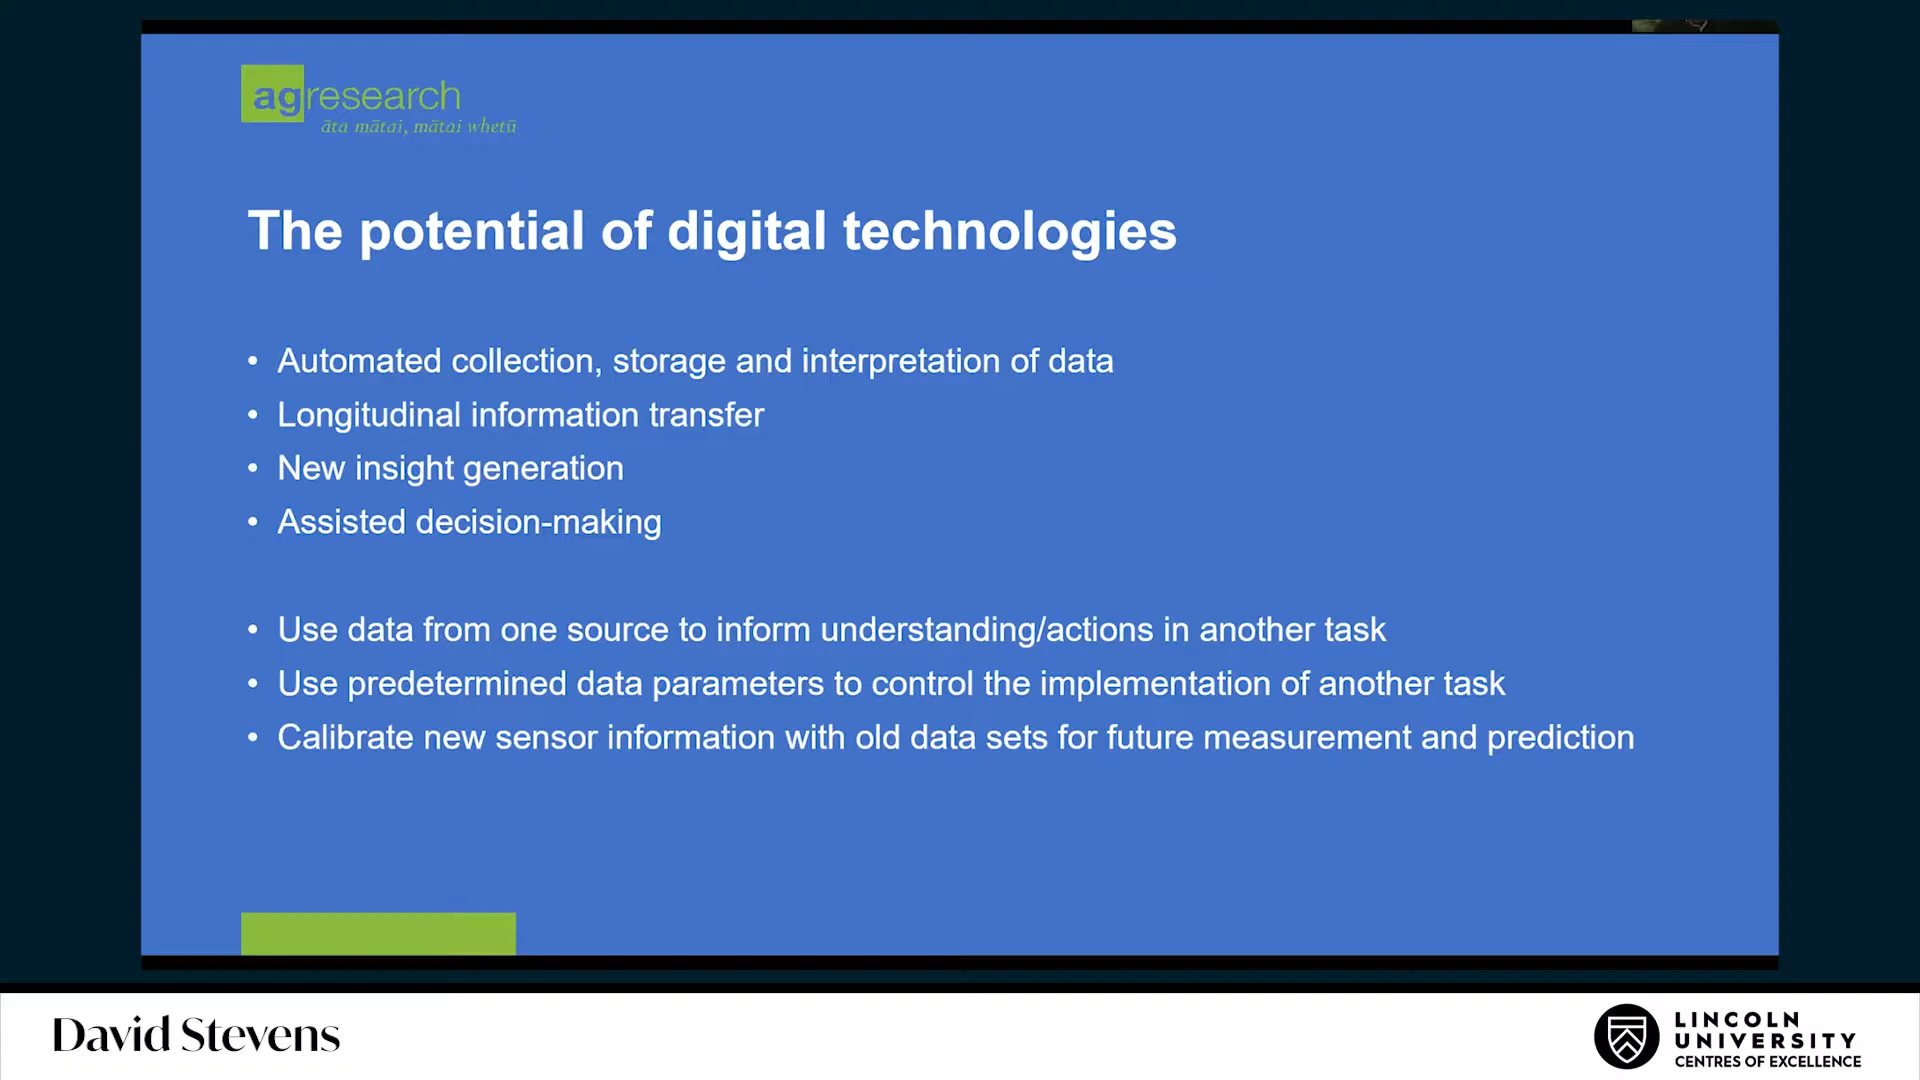 agresearch
āta mātai, mātai whetū
The potential of digital technologies
• Automated collection, storage and interpretation of data
• Longitudinal information transfer
• New insight generation
• Assisted decision-making
• Use data from one source to inform understanding/actions in another task
• Use predetermined data parameters to control the implementation of another task
• Calibrate new sensor information with old data sets for future measurement and prediction
David Stevens
LINCOLN
UNIVERSITY
CENTRES OF EXCELLENCE